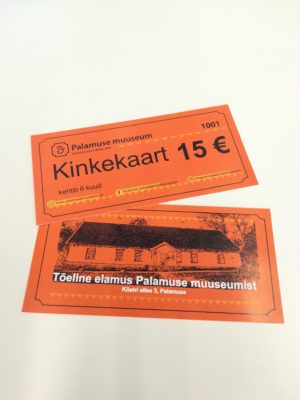 1001
Palamuse muuseum
Kinkekaart 15 €
kehtib 6 kuud
Tõeline elamus Palamuse muuseumist
Köstri allee 3, Palamuse